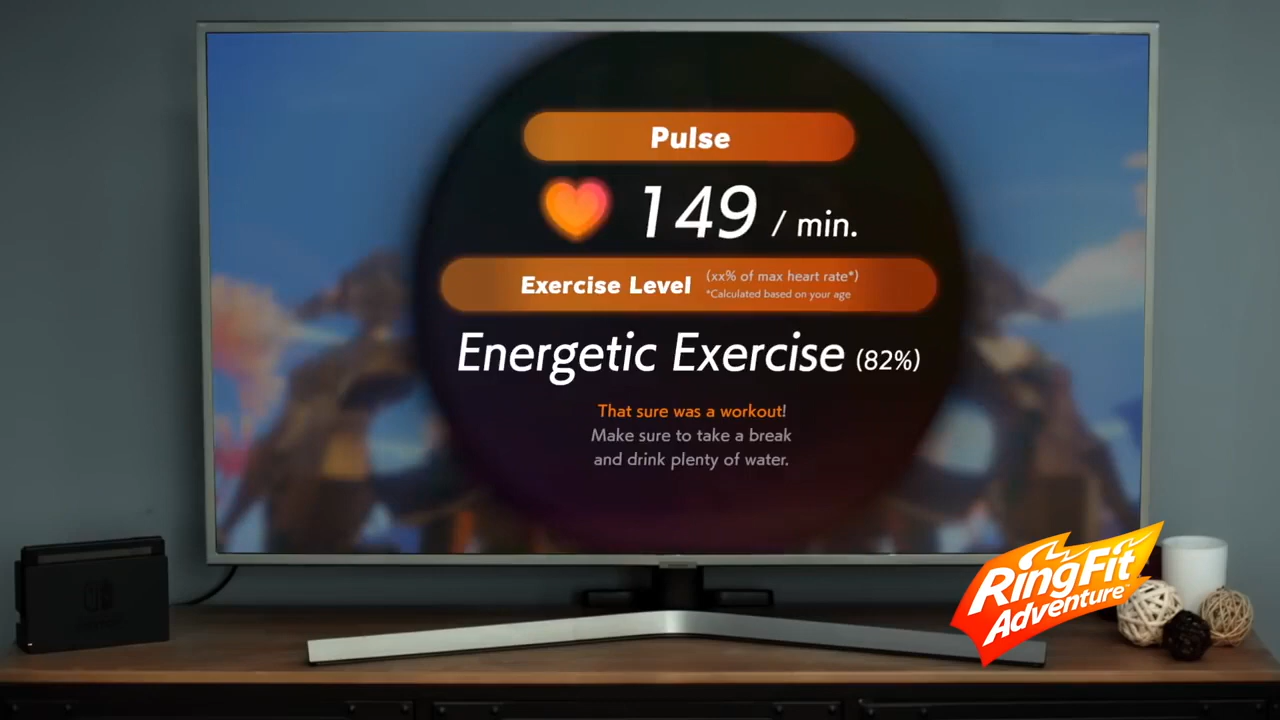 Pulse
149 / min.
Exercise Level (xx% of max heart rate*)
*Calculated based on your age
Energetic Exercise (82%)
That sure was a workout!
Make sure to take a break
and drink plenty of water.
RingFit
Adventure™